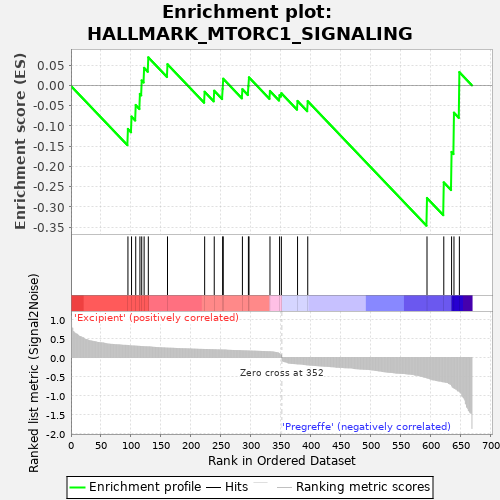 Enrichment plot:
HALLMARK_MTORC1_SIGNALING
Enrichment score (ES)
0.05
0.00
-0.05
-0.10
-0.15
-0.20
-0.25
-0.30
-0.35
'Excipient' (positively correlated)
Ranked list metric (Signal2Noise)
1.0
0.5
0.0
-0.5
-1.0
-1.5
-2.0
Zero cross at 352
'Pregreffe' (negatively correlated)
0 50 100 150 200 250 300 350 400 450 500 550 600 650 700
Rank in Ordered Dataset
Enrichment profile Hits Ranking metric scores